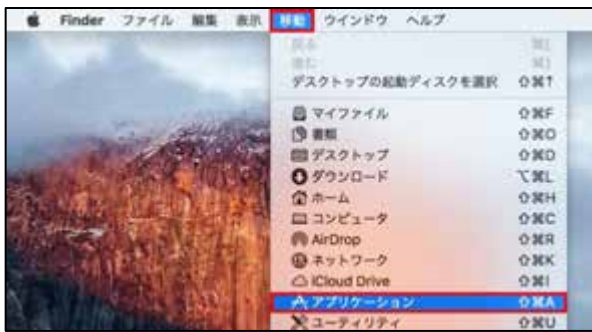 Finder ファイル 編集 表示 移動 ウインドウ ヘルプ
戻る ⌘[
進む ⌘]
デスクトップの起動ディスクを選択 ⇧⌘↑
マイファイル ⇧⌘F
書類 ⇧⌘O
デスクトップ ⇧⌘D
ダウンロード ⌥⌘L
ホーム ⇧⌘H
コンピュータ ⇧⌘C
AirDrop ⇧⌘R
ネットワーク ⇧⌘K
iCloud Drive ⇧⌘I
アプリケーション ⇧⌘A
ユーティリティ ⇧⌘U